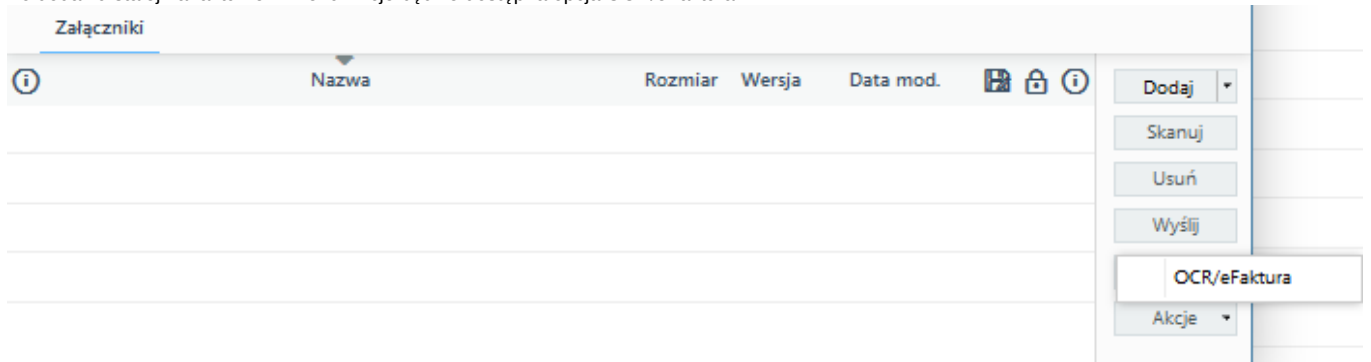 Załączniki
Nazwa Rozmiar Wersja Data mod.
Dodaj
Skanuj
Usuń
Wyślij
OCR/eFaktura
Akcje